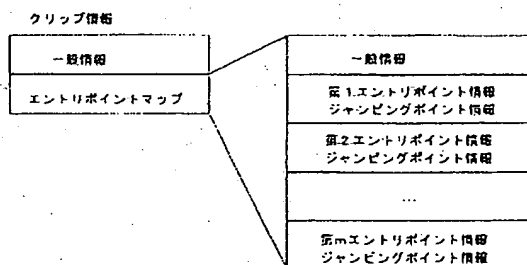 クリップ情報
一般情報
エントリポイントマップ
一般情報
第1.エントリポイント情報
ジャンピングポイント情報
第2.エントリポイント情報
ジャンピングポイント情報
...
第mエントリポイント情報
ジャンピングポイント情報